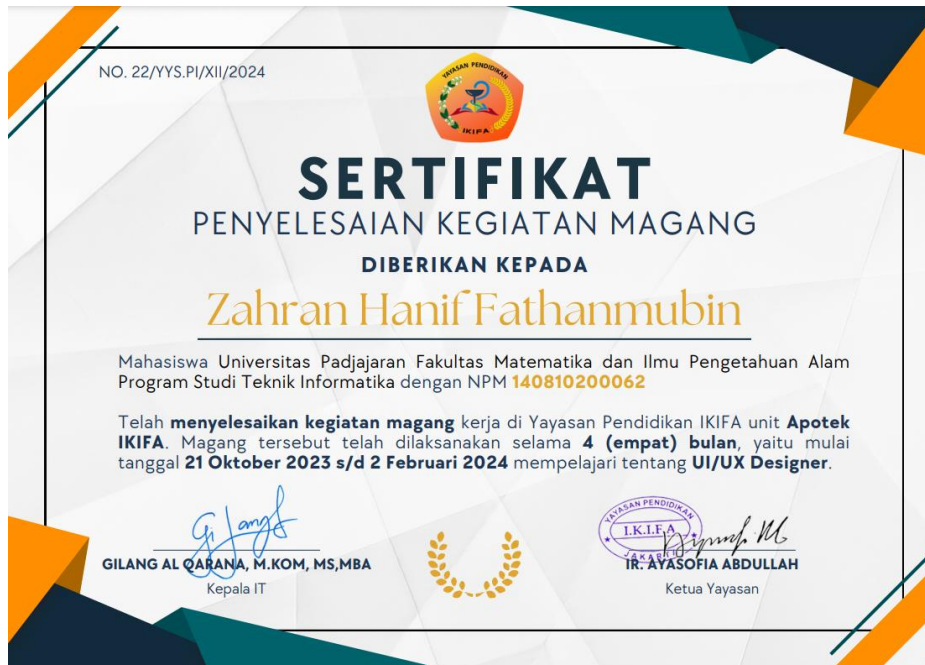 NO. 22/YYS.PI/XII/2024
YAYASAN PENDIDIKAN
IKIFA
SERTIFIKAT
PENYELESAIAN KEGIATAN MAGANG
DIBERIKAN KEPADA
Zahran Hanif Fathanmubin
Mahasiswa Universitas Padjajaran Fakultas Matematika dan Ilmu Pengetahuan Alam
Program Studi Teknik Informatika dengan NPM 140810200062
Telah menyelesaikan kegiatan magang kerja di Yayasan Pendidikan IKIFA unit Apotek
IKIFA. Magang tersebut telah dilaksanakan selama 4 (empat) bulan, yaitu mulai
tanggal 21 Oktober 2023 s/d 2 Februari 2024 mempelajari tentang UI/UX Designer.
YAYASAN PENDIDIKAN
I.K.I.F.A
JAKARTA
GILANG AL QARANA, M.KOM, MS,MBA
Kepala IT
IR. AYASOFIA ABDULLAH
Ketua Yayasan